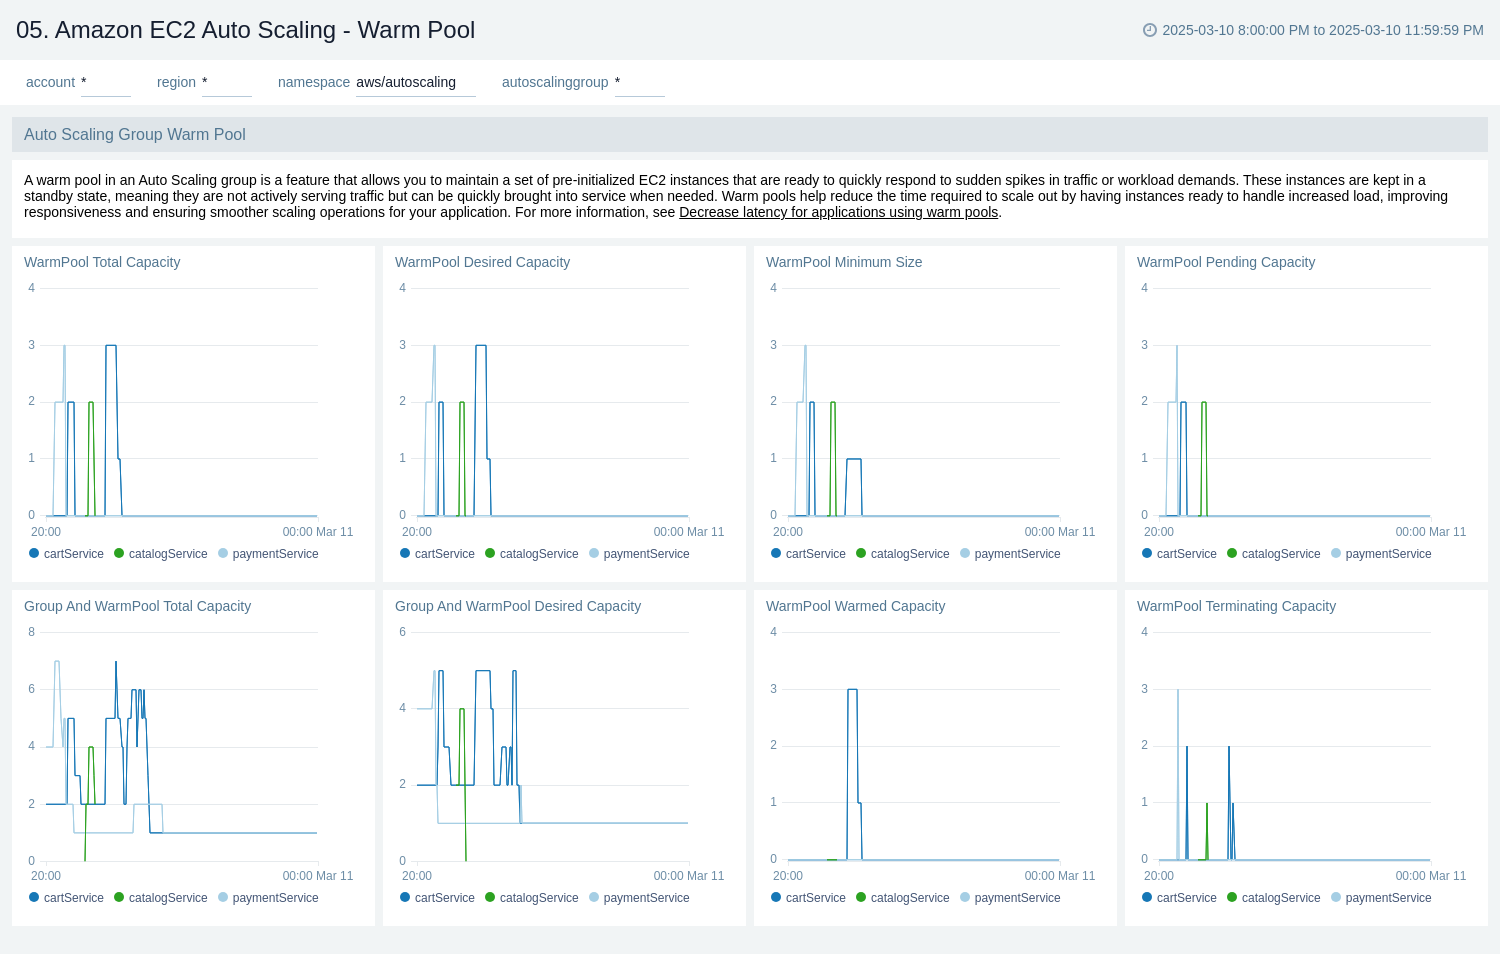 05. Amazon EC2 Auto Scaling - Warm Pool
2025-03-10 8:00:00 PM to 2025-03-10 11:59:59 PM
account * region * namespace aws/autoscaling autoscalinggroup *
Auto Scaling Group Warm Pool
A warm pool in an Auto Scaling group is a feature that allows you to maintain a set of pre-initialized EC2 instances that are ready to quickly respond to sudden spikes in traffic or workload demands. These instances are kept in a
standby state, meaning they are not actively serving traffic but can be quickly brought into service when needed. Warm pools help reduce the time required to scale out by having instances ready to handle increased load, improving
responsiveness and ensuring smoother scaling operations for your application. For more information, see Decrease latency for applications using warm pools.
WarmPool Total Capacity
4
3
2
1
0
20:00 00:00 Mar 11
cartService catalogService paymentService
WarmPool Desired Capacity
4
3
2
1
0
20:00 00:00 Mar 11
cartService catalogService paymentService
WarmPool Minimum Size
4
3
2
1
0
20:00 00:00 Mar 11
cartService catalogService paymentService
WarmPool Pending Capacity
4
3
2
1
0
20:00 00:00 Mar 11
cartService catalogService paymentService
Group And WarmPool Total Capacity
8
6
4
2
0
20:00 00:00 Mar 11
cartService catalogService paymentService
Group And WarmPool Desired Capacity
6
4
2
0
20:00 00:00 Mar 11
cartService catalogService paymentService
WarmPool Warmed Capacity
4
3
2
1
0
20:00 00:00 Mar 11
cartService catalogService paymentService
WarmPool Terminating Capacity
4
3
2
1
0
20:00 00:00 Mar 11
cartService catalogService paymentService